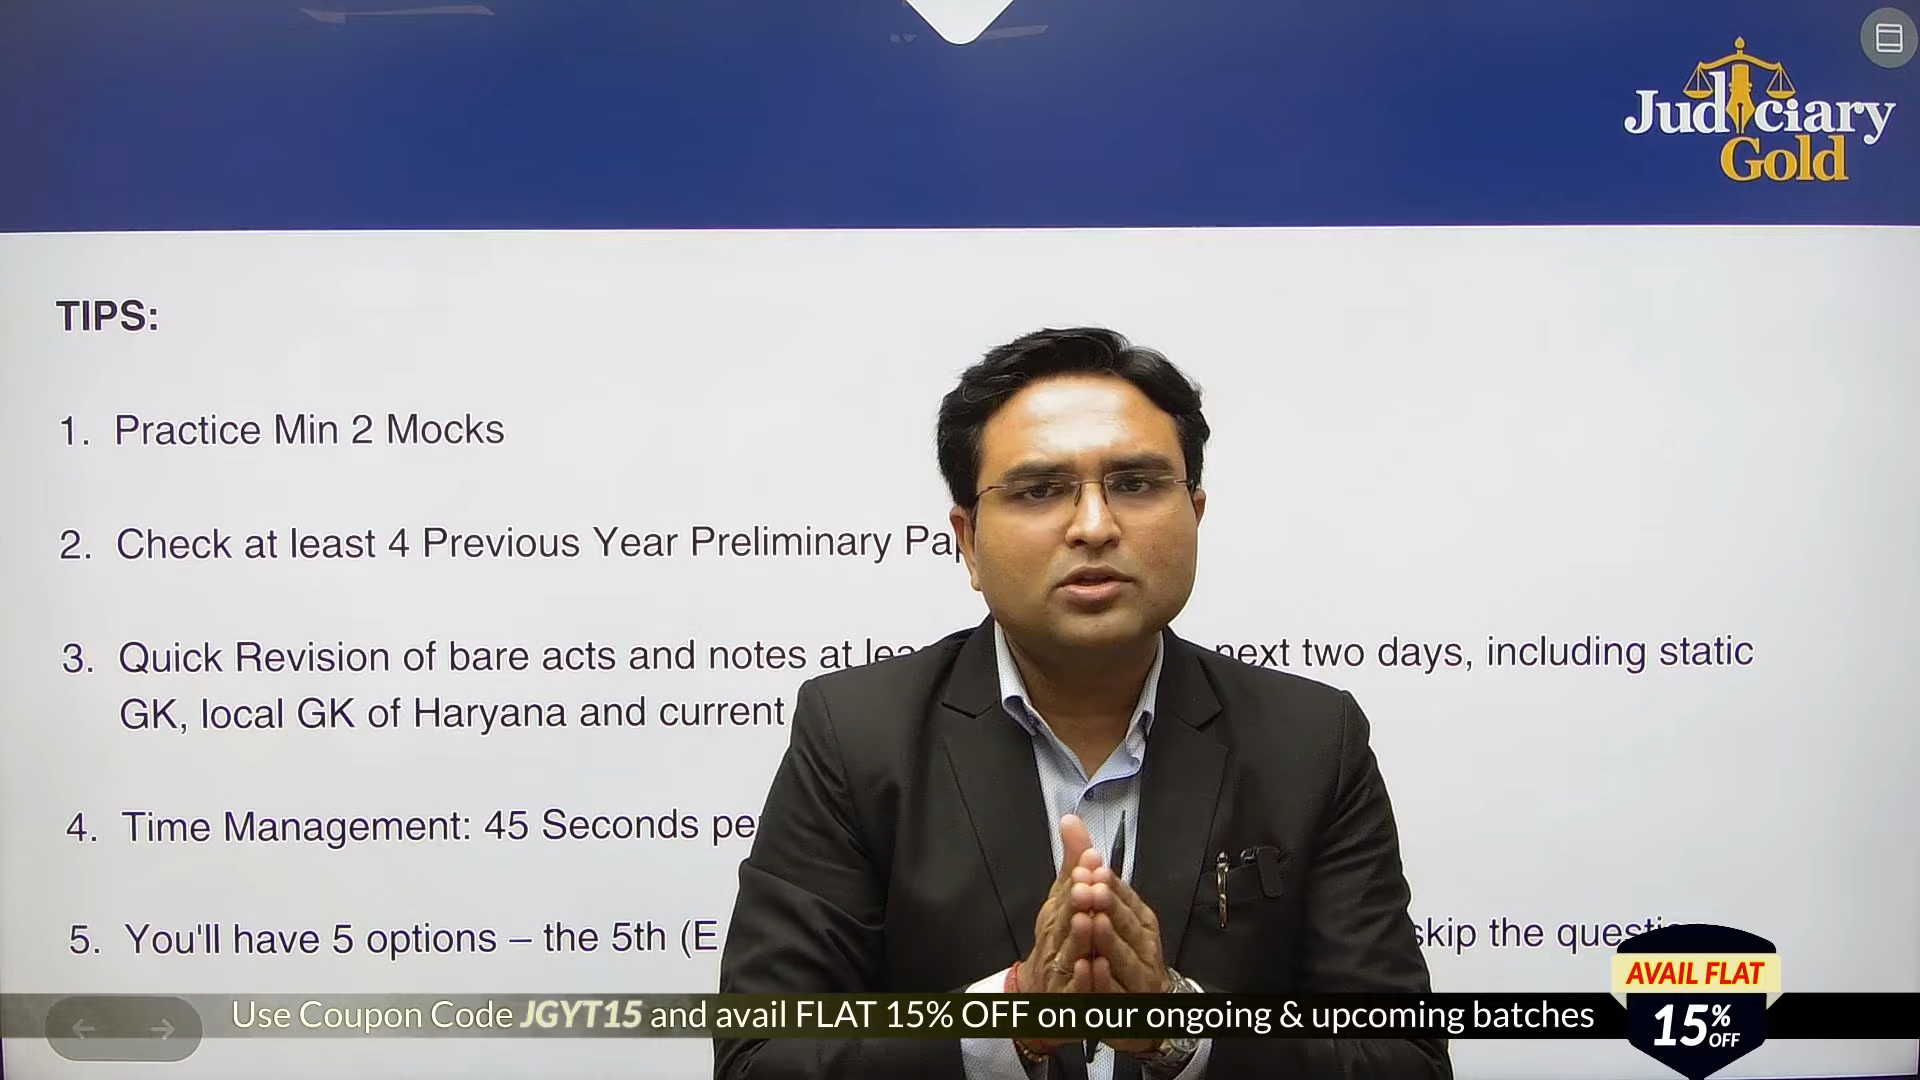 Judiciary
Gold
TIPS:
1. Practice Min 2 Mocks
2. Check at least 4 Previous Year Preliminary
3. Quick Revision of bare acts and notes at next two days, including static
GK, local GK of Haryana and current
4. Time Management: 45 Seconds
5. You'll have 5 options – the 5th (E skip the question
AVAIL FLAT
15% OFF
Use Coupon Code JGYT15 and avail FLAT 15% OFF on our ongoing & upcoming batches